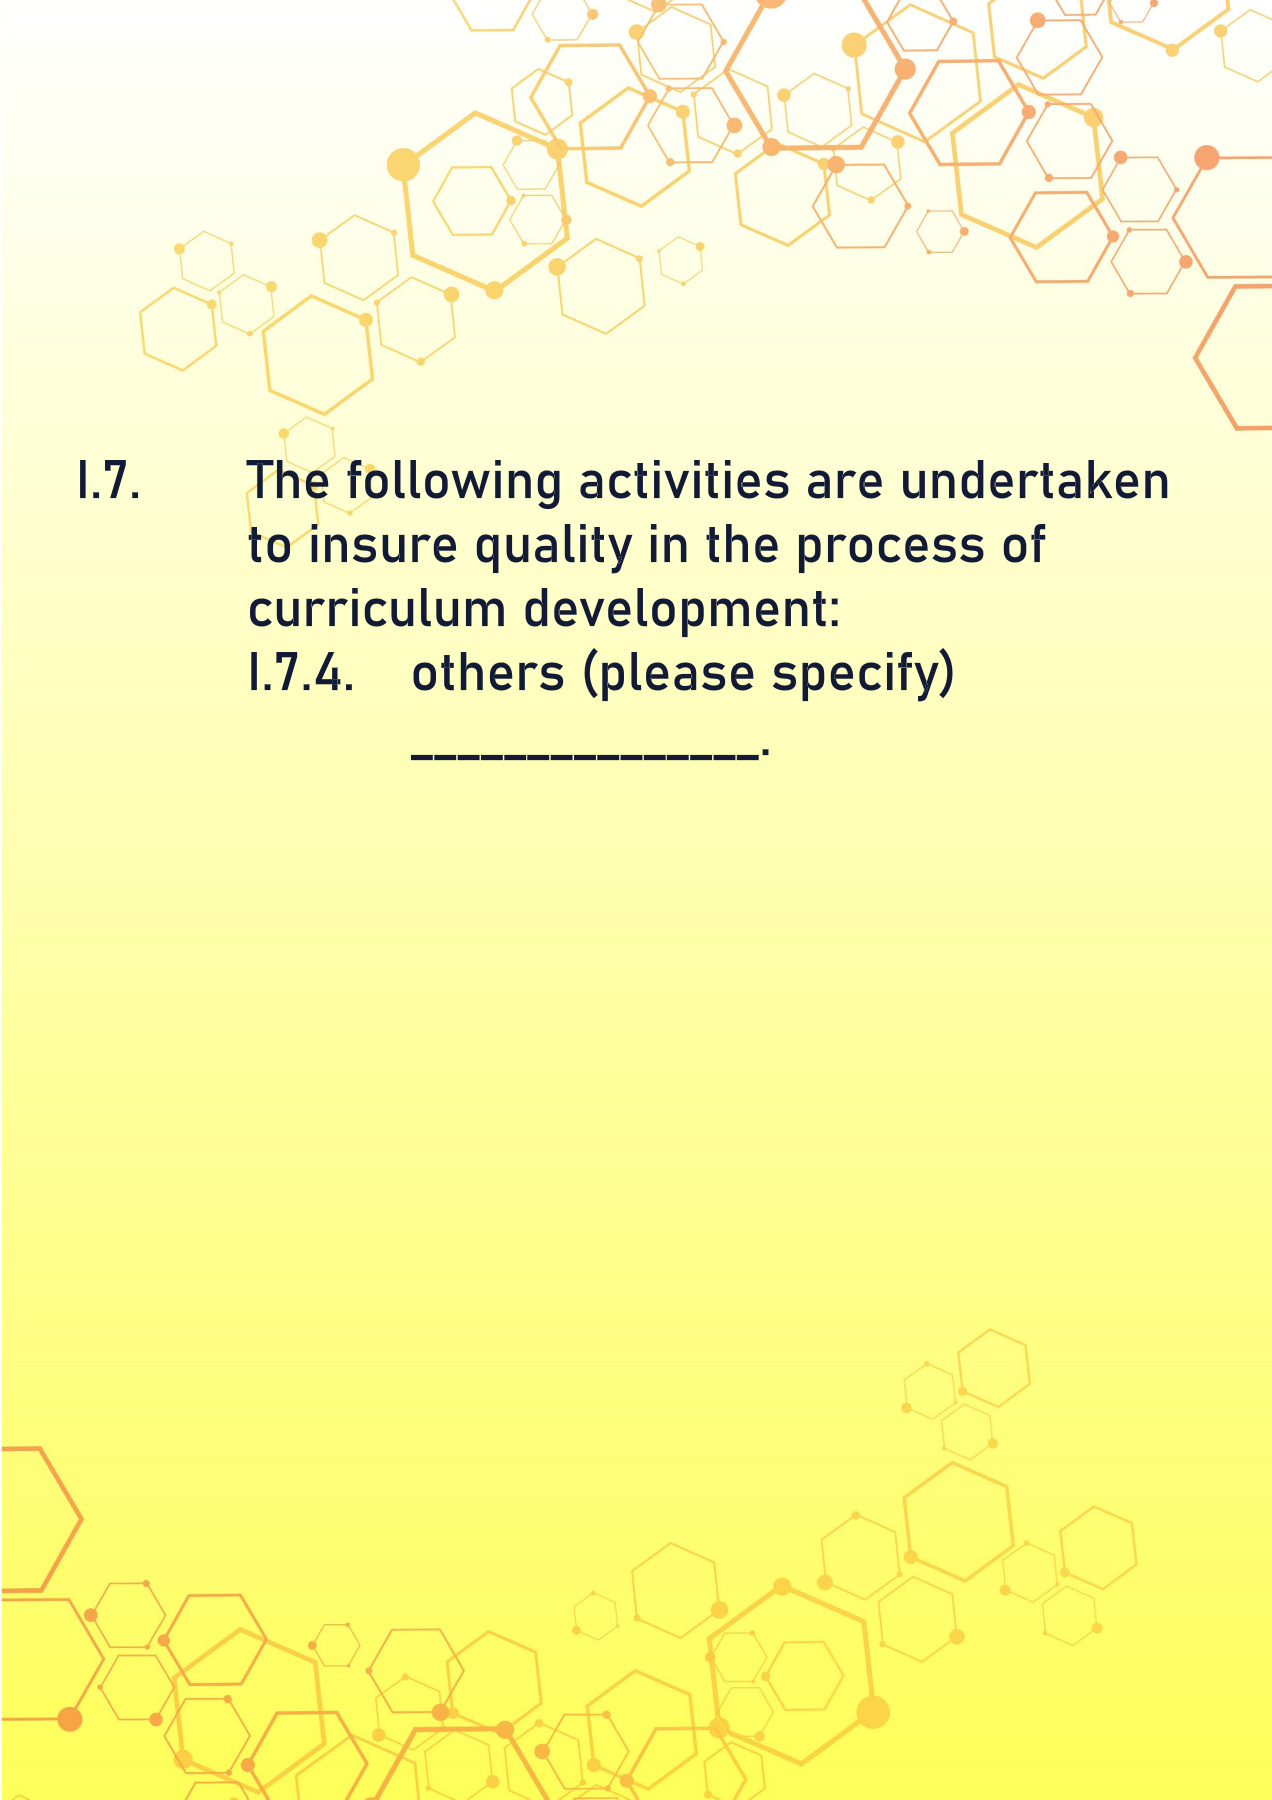 I.7. The following activities are undertaken
to insure quality in the process of
curriculum development:
I.7.4. others (please specify)
_______________.